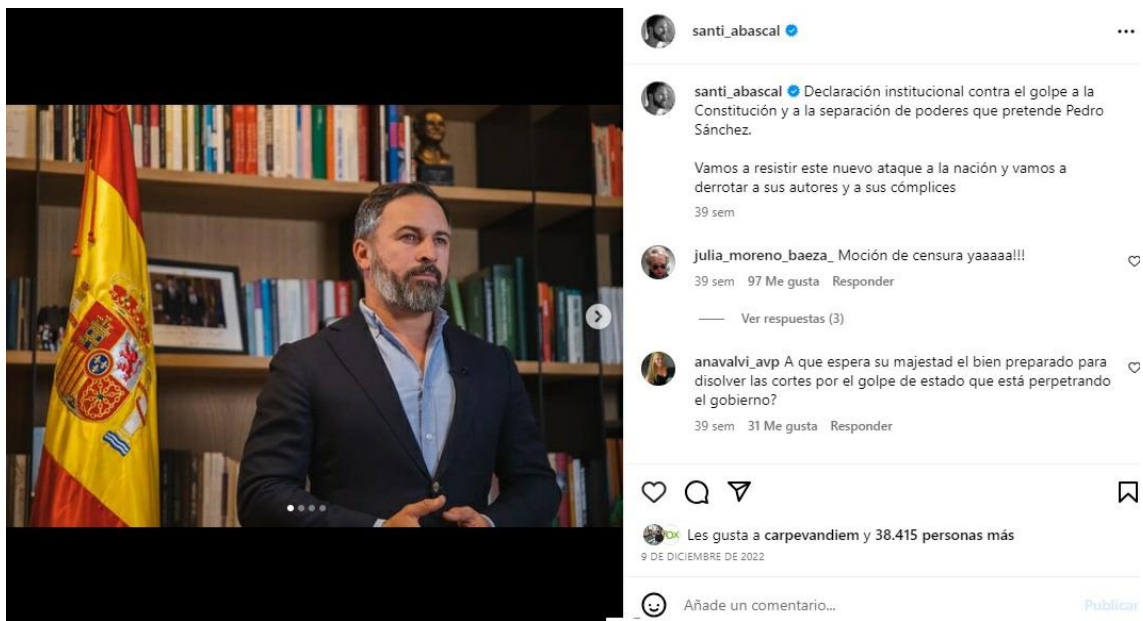 santi_abascal
santi_abascal Declaración institucional contra el golpe a la
Constitución y a la separación de poderes que pretende Pedro
Sánchez.
Vamos a resistir este nuevo ataque a la nación y vamos a
derrotar a sus autores y a sus cómplices
39 sem
julia_moreno_baeza_ Moción de censura yaaaaa!!!
39 sem 97 Me gusta Responder
Ver respuestas (3)
anavalvi_avp A que espera su majestad el bien preparado para
disolver las cortes por el golpe de estado que está perpetrando
el gobierno?
39 sem 31 Me gusta Responder
Les gusta a carpevandiem y 38.415 personas más
9 DE DICIEMBRE DE 2022
Añade un comentario...
Publicar